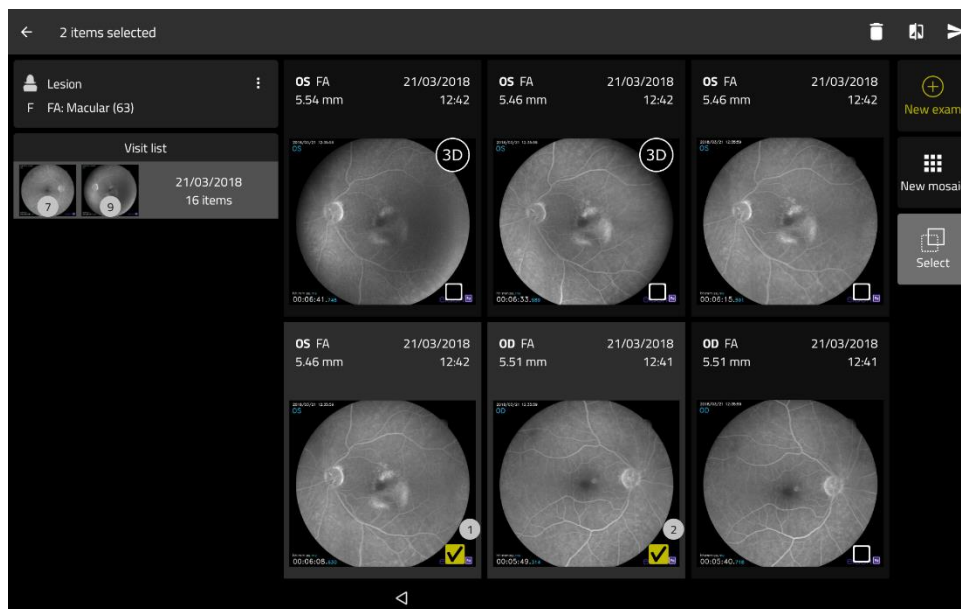 2 items selected
Lesion
F FA: Macular (63)
Visit list
7
9
21/03/2018
16 items
OS FA 21/03/2018
5.54 mm 12:42
OS
3D
00:06:41.
OS FA 21/03/2018
5.46 mm 12:42
OS
3D
00:06:33.
OS FA 21/03/2018
5.46 mm 12:42
OS
00:06:15.
OS FA 21/03/2018
5.46 mm 12:42
OS
1
00:06:08.
OD FA 21/03/2018
5.51 mm 12:41
OD
2
00:05:49.
OD FA 21/03/2018
5.51 mm 12:41
OD
00:05:40.
New exam
New mosai
Select